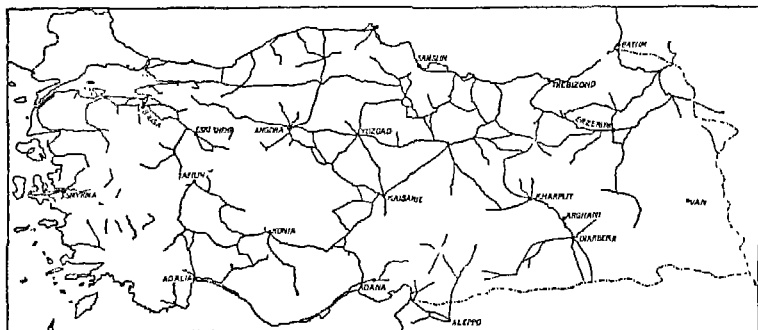 BATUM
SAMSUN
TREBIZOND
ERZERUM
BRUSA
ESKI SHEHR
ANGORA
YUZGAD
SMYRNA
AFIUN
KAISARIE
KHARPUT
VAN
ARGHANI
KONIA
DIARBEKR
ADALIA
ADANA
ALEPPO